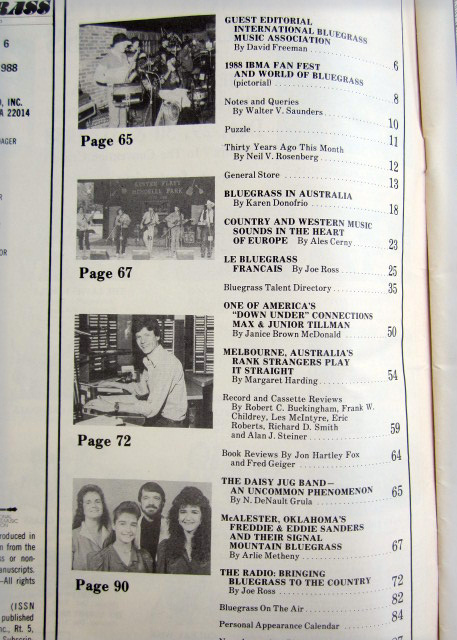 RASS
6
1988
O, INC.
A 22014
AGER
R
OR
oduced in
n from the
ss or non-
anuscripts.
—All rights
(ISSN
published
nc., Rt. 5,
Page 65
Page 67
Page 72
Page 90
GUEST EDITORIAL
INTERNATIONAL BLUEGRASS
MUSIC ASSOCIATION
By David Freeman 6
1988 IBMA FAN FEST
AND WORLD OF BLUEGRASS
(pictorial) 8
Notes and Queries
By Walter V. Saunders 10
Puzzle 11
Thirty Years Ago This Month
By Neil V. Rosenberg 12
General Store 13
BLUEGRASS IN AUSTRALIA
By Karen Donofrio 18
COUNTRY AND WESTERN MUSIC
SOUNDS IN THE HEART
OF EUROPE By Ales Cerny 23
LE BLUEGRASS
FRANCAIS By Joe Ross 25
Bluegrass Talent Directory 35
ONE OF AMERICA'S
"DOWN UNDER" CONNECTIONS
MAX & JUNIOR TILLMAN
By Janice Brown McDonald 50
MELBOURNE, AUSTRALIA'S
RANK STRANGERS PLAY
IT STRAIGHT
By Margaret Harding 54
Record and Cassette Reviews
By Robert C. Buckingham, Frank W.
Childrey, Les McIntyre, Eric
Roberts, Richard D. Smith
and Alan J. Steiner 59
Book Reviews By Jon Hartley Fox
and Fred Geiger 64
THE DAISY JUG BAND—
AN UNCOMMON PHENOMENON
By N. DeNault Grula 65
McALESTER, OKLAHOMA'S
FREDDIE & EDDIE SANDERS
AND THEIR SIGNAL
MOUNTAIN BLUEGRASS
By Arlie Metheny 67
THE RADIO: BRINGING
BLUEGRASS TO THE COUNTRY
By Joe Ross 72
Bluegrass On The Air 82
Personal Appearance Calendar 84